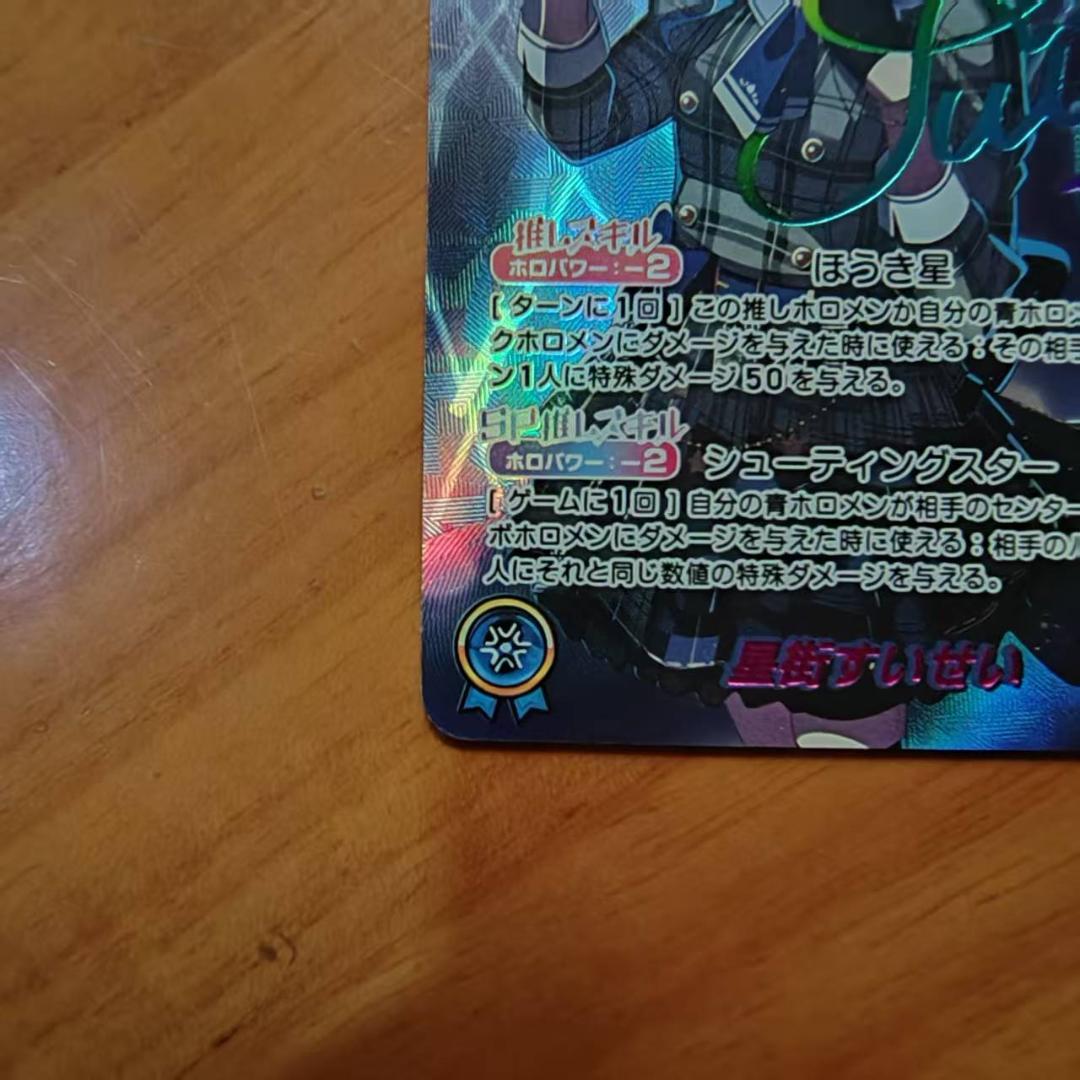 推しスキル
ホロパワー:-2
ほうき星
[ターンに1回]この推しホロメンか自分の青ホロメ
クホロメンにダメージを与えた時に使える:その相手
ン1人に特殊ダメージ50を与える。
SP推しスキル
ホロパワー:-2
シューティングスター
[ゲームに1回]自分の青ホロメンが相手のセンター
ボホロメンにダメージを与えた時に使える:相手の
人にそれと同じ数値の特殊ダメージを与える。
星街すいせい